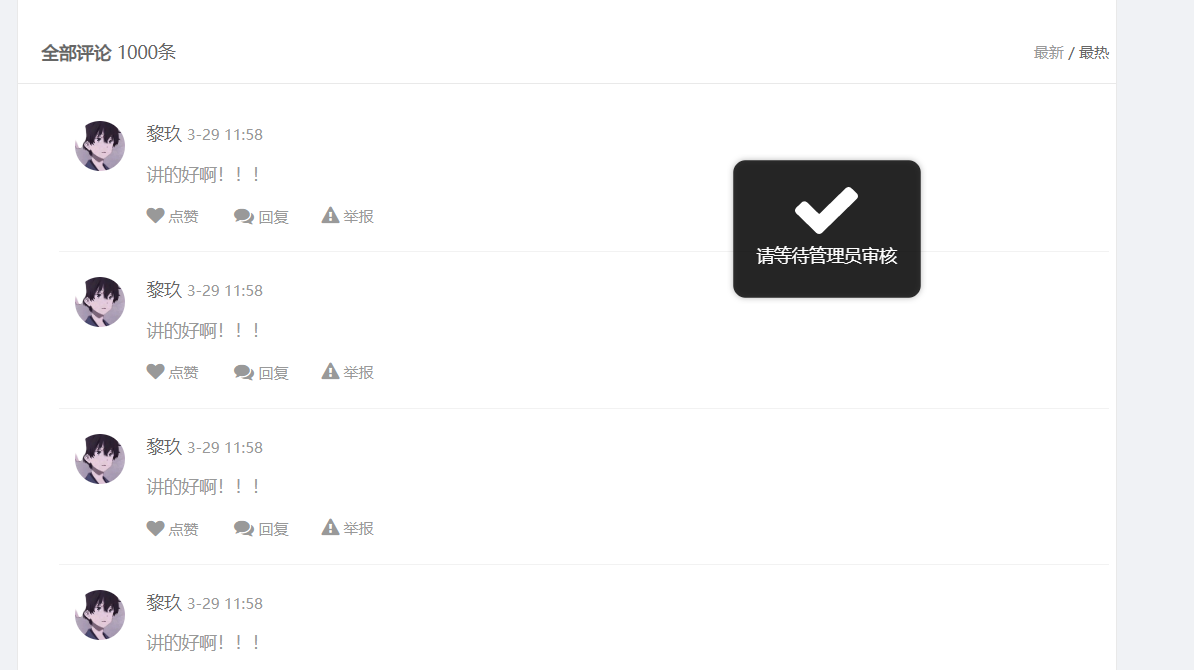 全部评论 1000条
最新 / 最热
黎玖 3-29 11:58
讲的好啊！！！
点赞 回复 举报
请等待管理员审核
黎玖 3-29 11:58
讲的好啊！！！
点赞 回复 举报
黎玖 3-29 11:58
讲的好啊！！！
点赞 回复 举报
黎玖 3-29 11:58
讲的好啊！！！